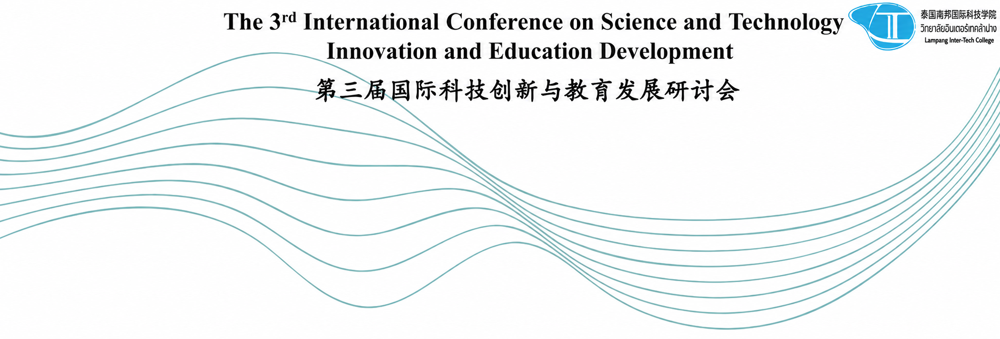 The 3rd International Conference on Science and Technology
Innovation and Education Development
第三届国际科技创新与教育发展研讨会
泰国南邦国际科技学院
วิทยาลัยอินเตอร์เทคลำปาง
Lampang Inter-Tech College